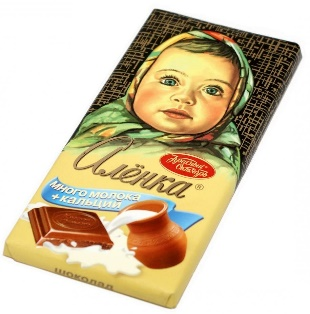 Красный
Октябрь
Алёнка®
много молока
+кальций
шоколад